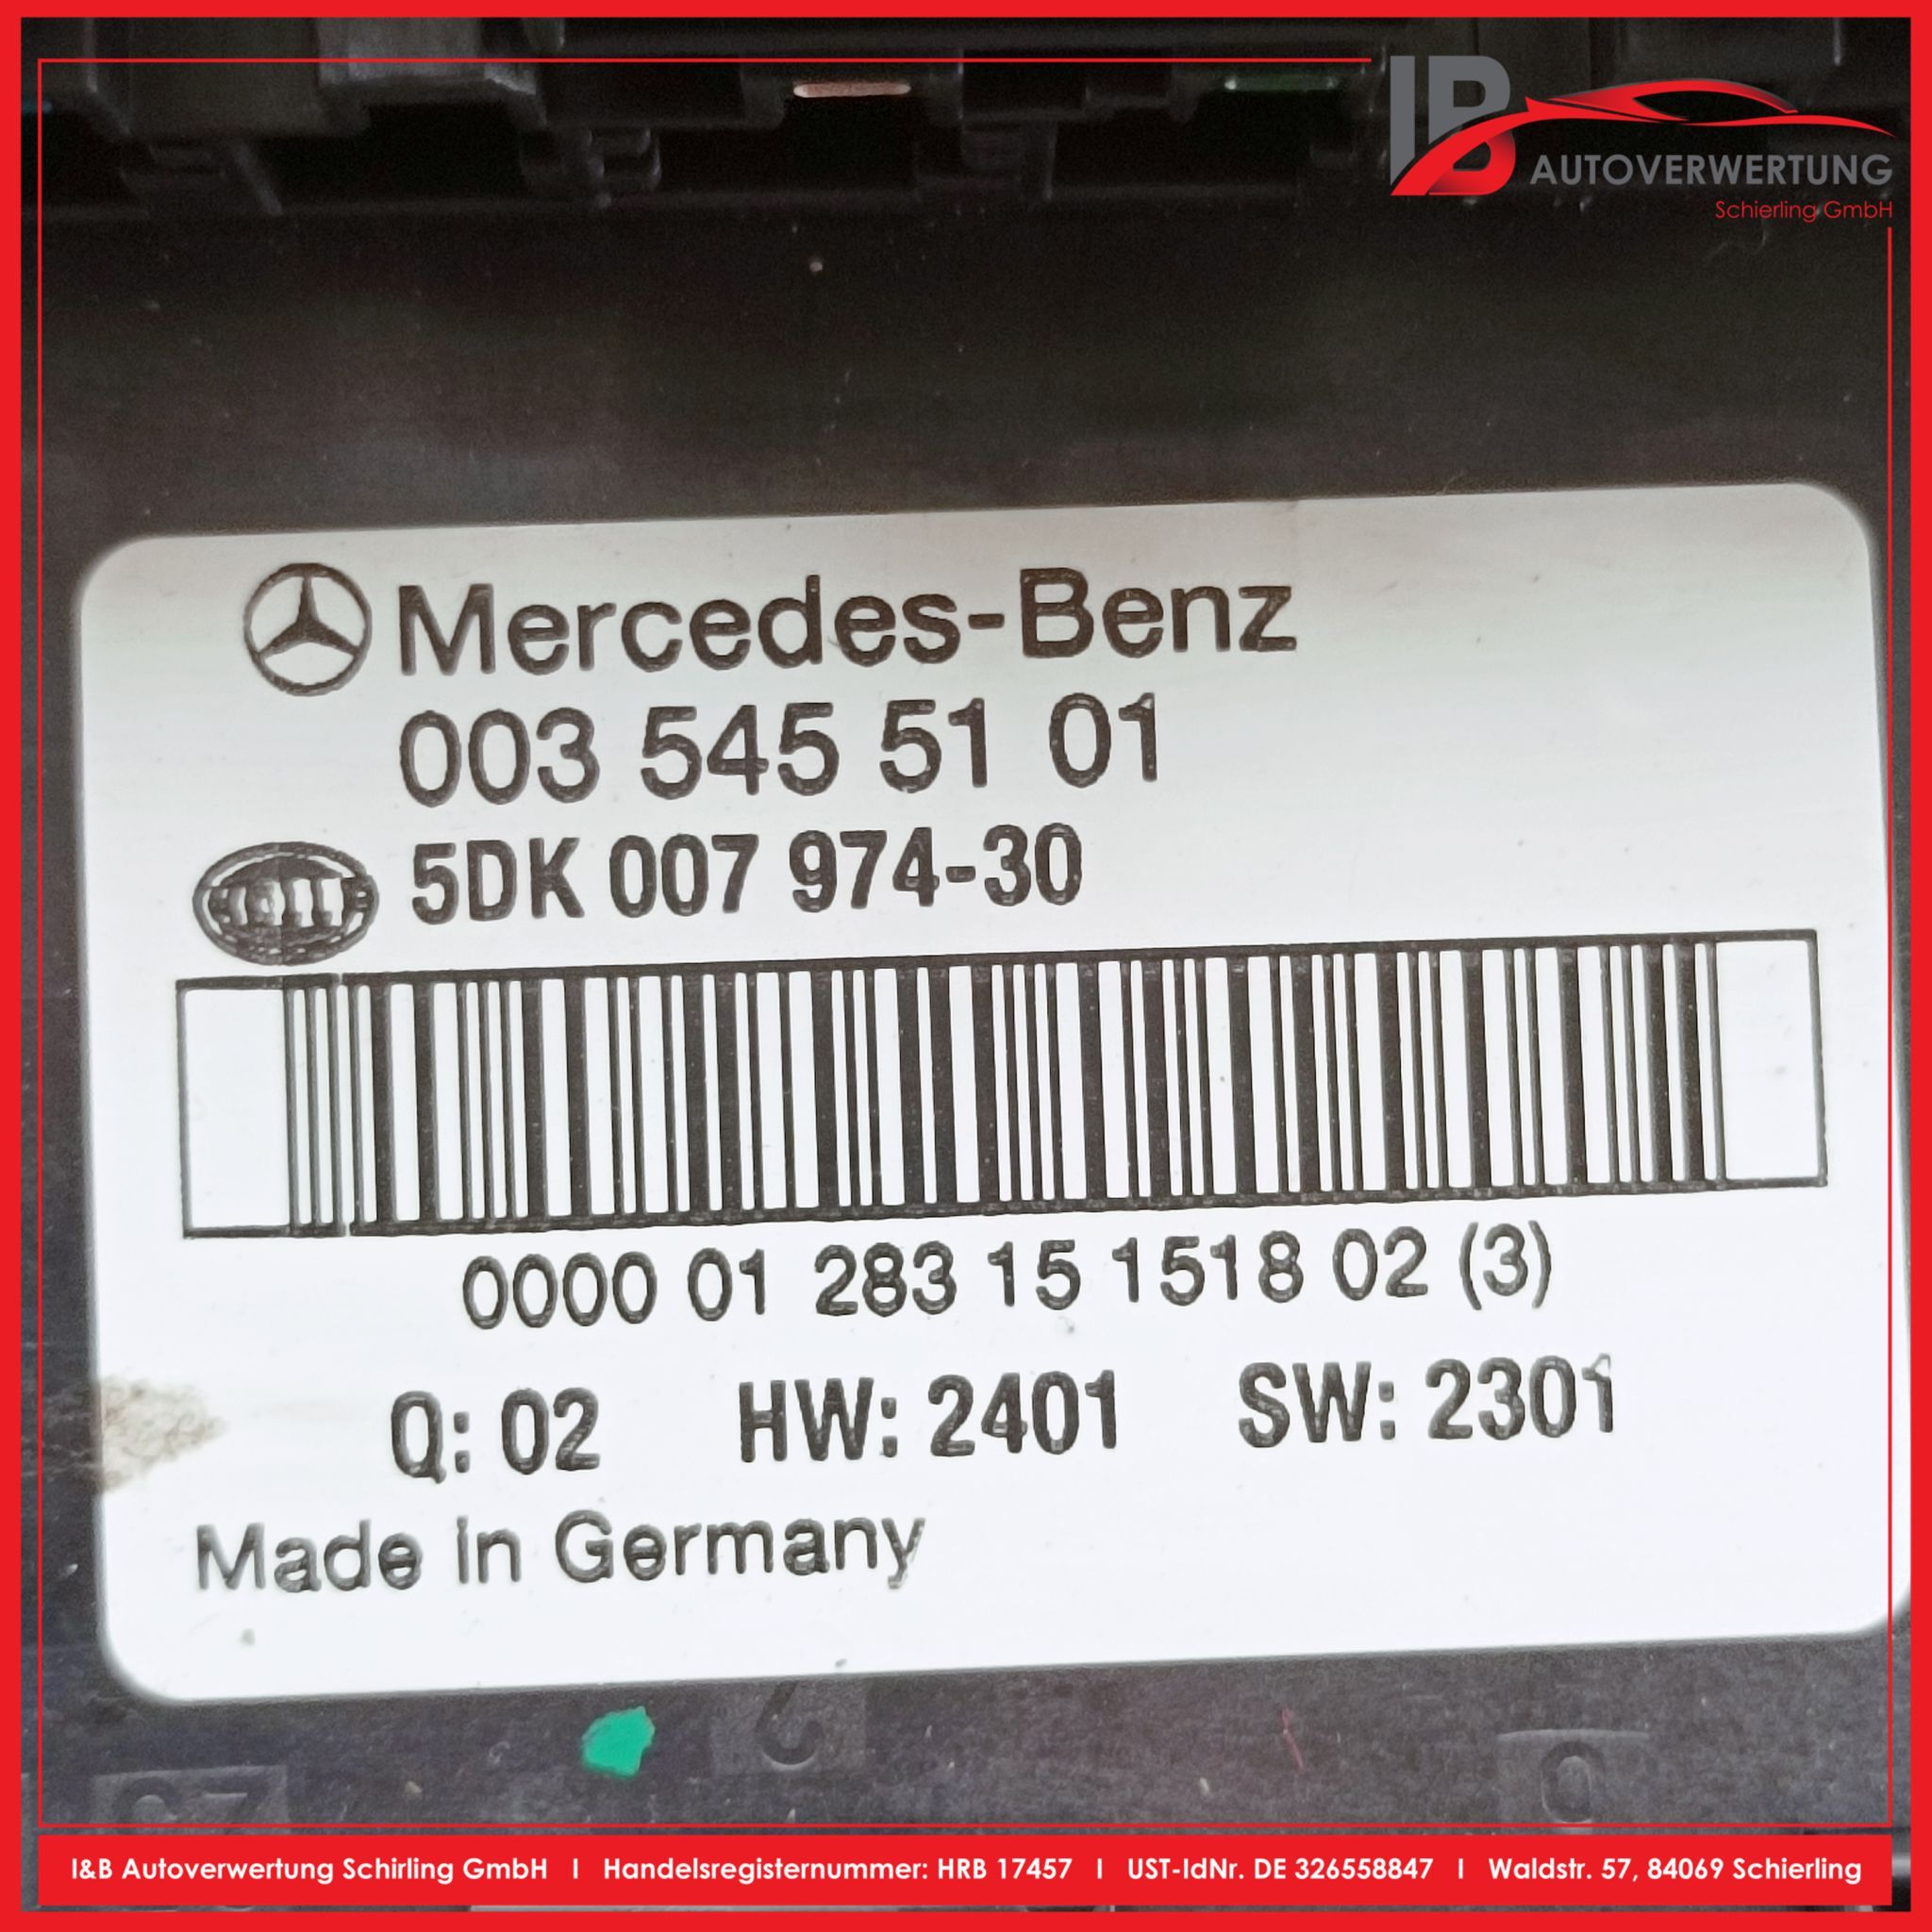 IB
AUTOVERWERTUNG
Schierling GmbH
Mercedes-Benz
003 545 51 01
5DK 007 974-30
0000 01 283 15 1518 02 (3)
Q: 02 HW: 2401 SW: 2301
Made in Germany
I&B Autoverwertung Schirling GmbH I Handelsregisternummer: HRB 17457 I UST-IdNr. DE 326558847 I Waldstr. 57, 84069 Schierling